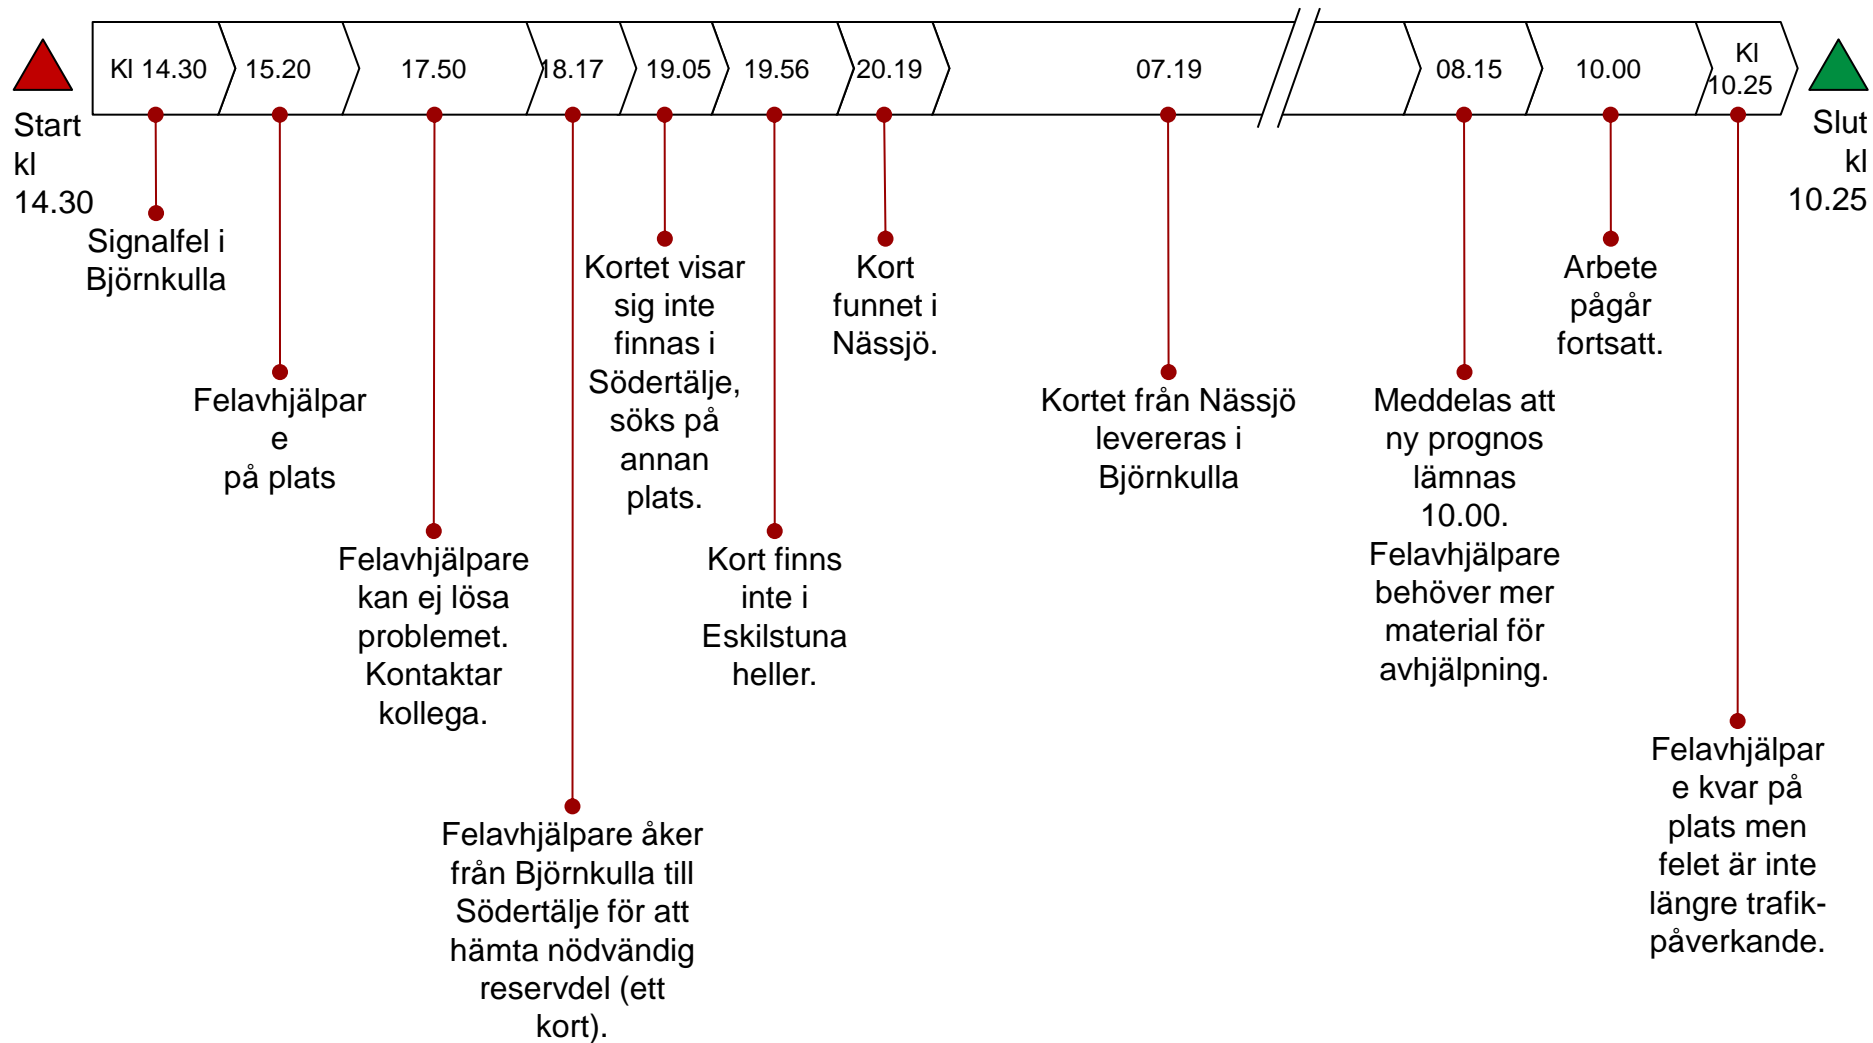 Kl 14.30
15.20
17.50
18.17
19.05
19.56
20.19
07.19
08.15
10.00
Kl
10.25
Start
kl
14.30
Slut
kl
10.25
Signalfel i
Björnkulla
Felavhjälpar
e
på plats
Felavhjälpare
kan ej lösa
problemet.
Kontaktar
kollega.
Felavhjälpare åker
från Björnkulla till
Södertälje för att
hämta nödvändig
reservdel (ett
kort).
Kortet visar
sig inte
finnas i
Södertälje,
söks på
annan
plats.
Kort finns
inte i
Eskilstuna
heller.
Kort
funnet i
Nässjö.
Kortet från Nässjö
levereras i
Björnkulla
Meddelas att
ny prognos
lämnas
10.00.
Felavhjälpare
behöver mer
material för
avhjälpning.
Arbete
pågår
fortsatt.
Felavhjälpar
e kvar på
plats men
felet är inte
längre trafik-
påverkande.